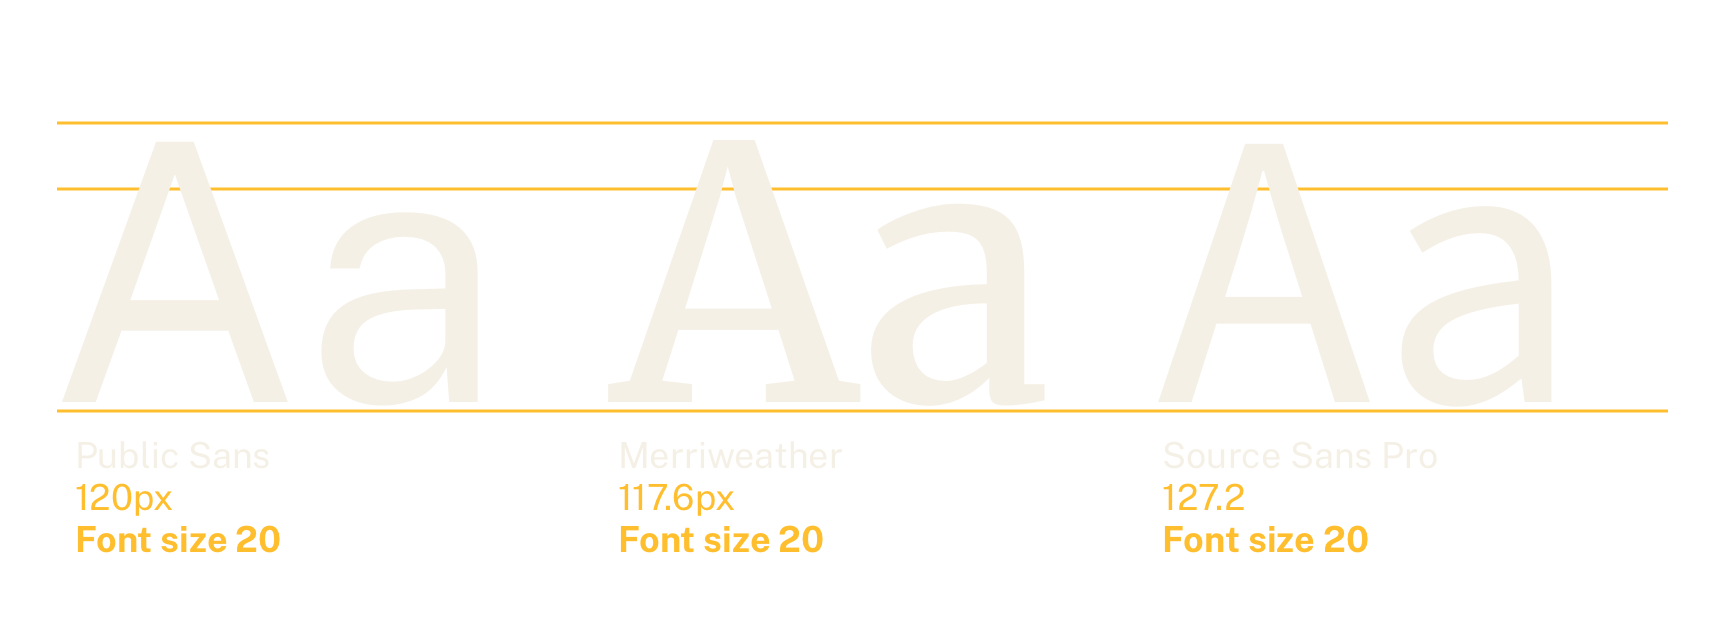 Aa Aa Aa
Public Sans
120px
Font size 20
Merriweather
117.6px
Font size 20
Source Sans Pro
127.2
Font size 20